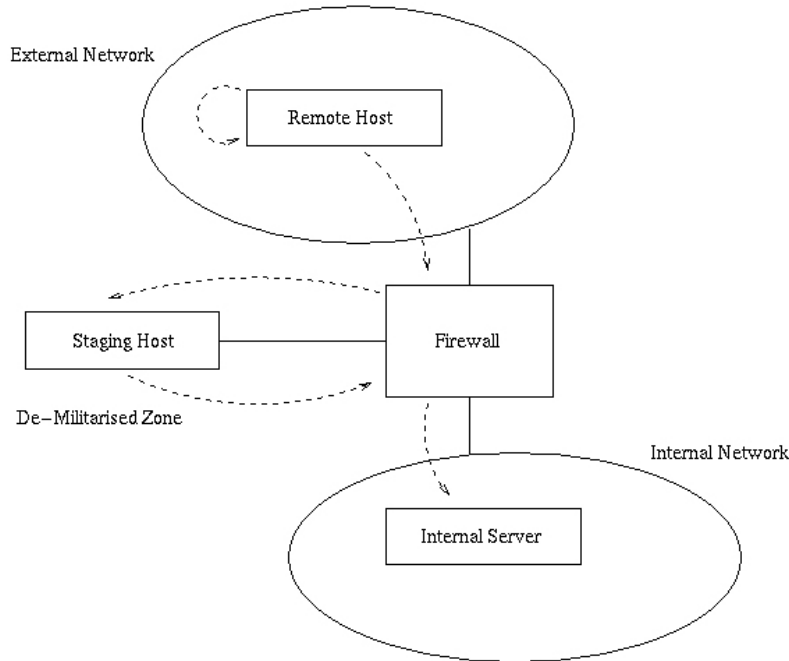 External Network
Remote Host
Staging Host
Firewall
De-Militarised Zone
Internal Network
Internal Server